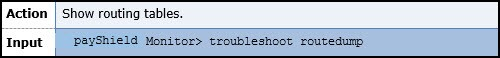 Action Show routing tables.
Input payShield Monitor> troubleshoot routedump